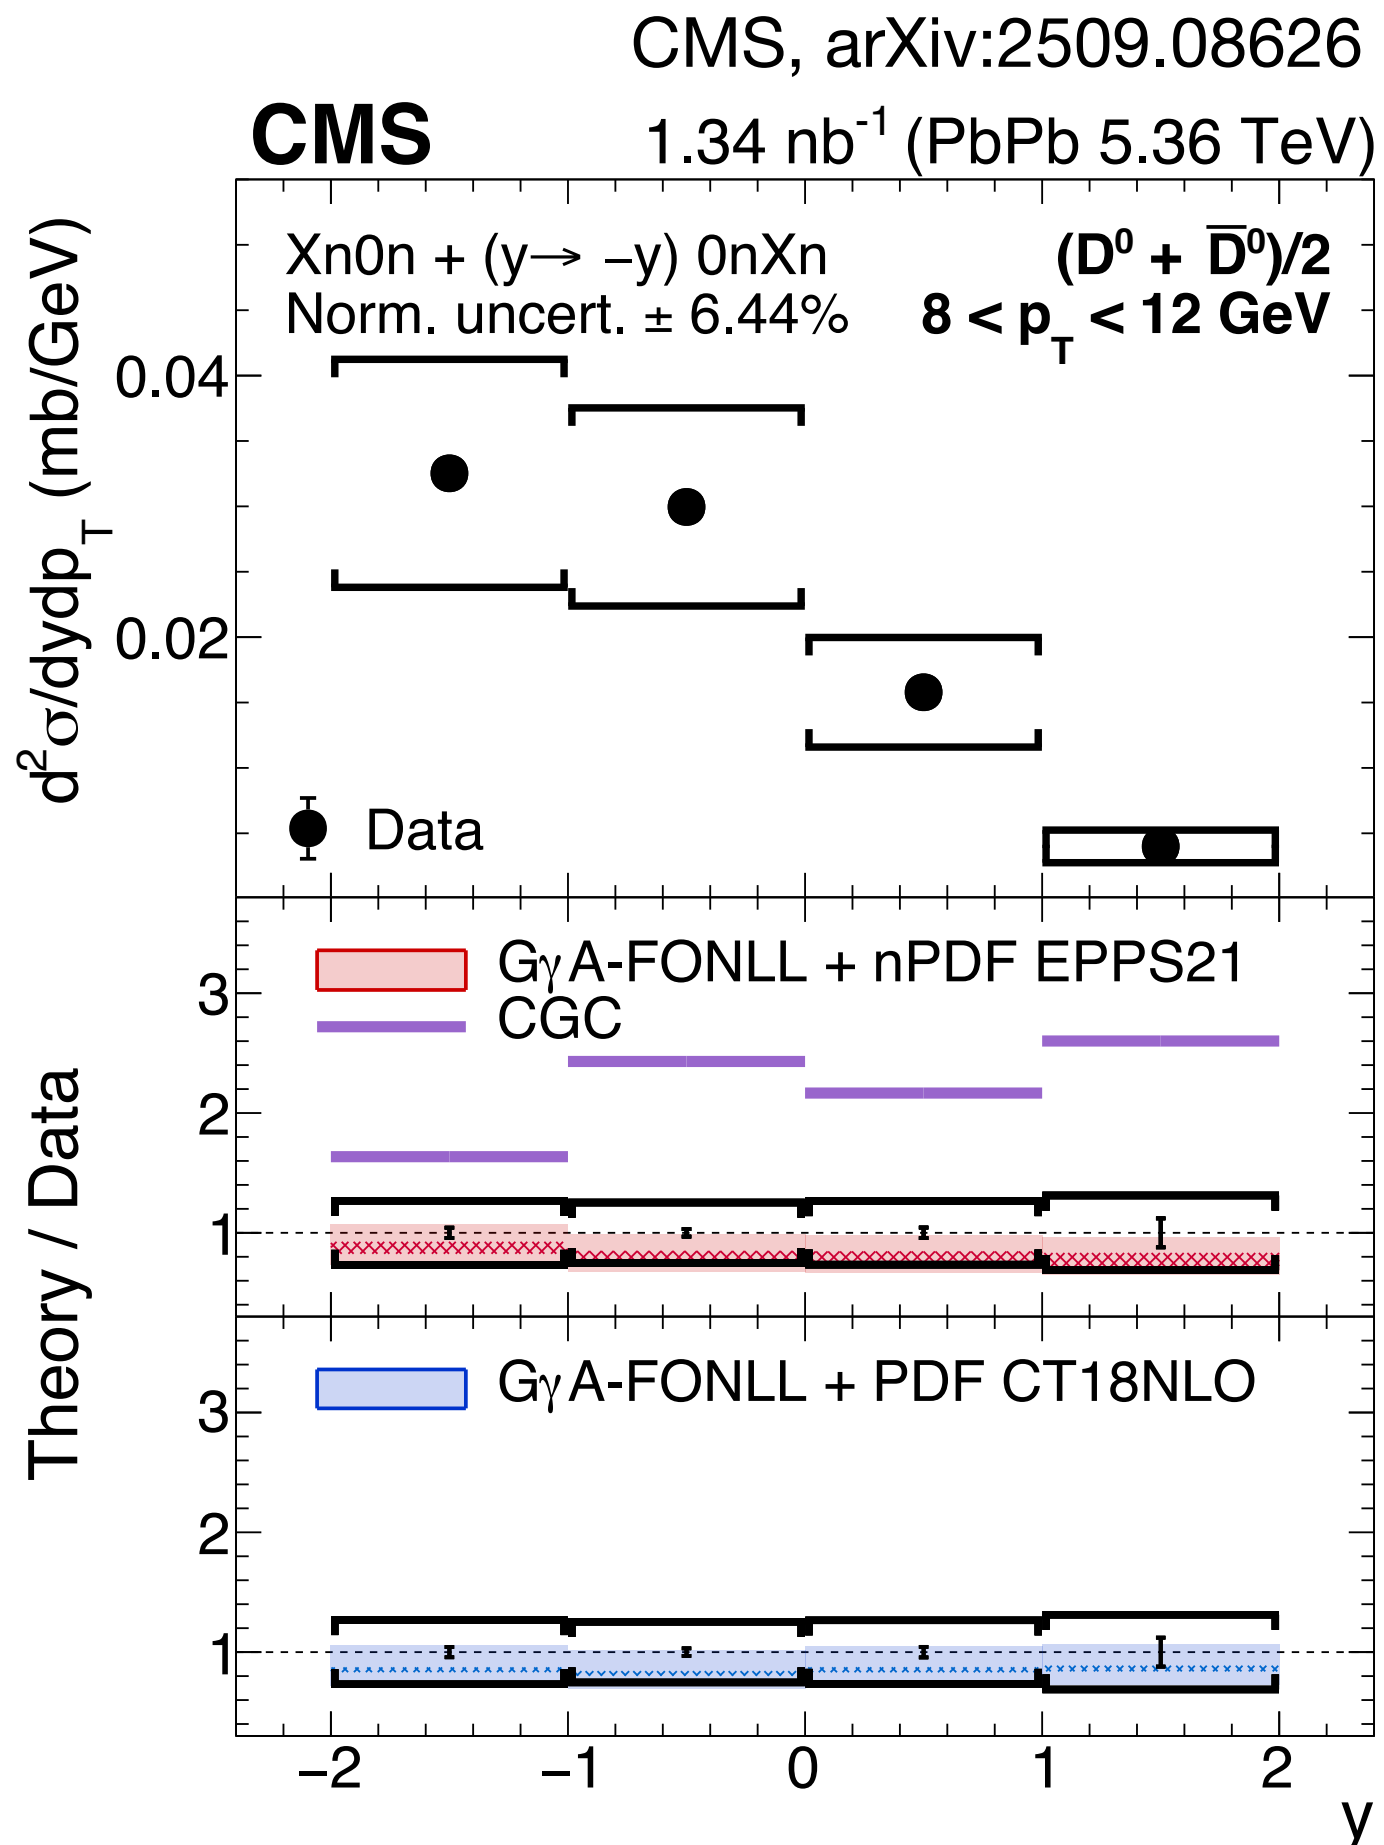 CMS, arXiv:2509.08626
CMS 1.34 nb⁻¹ (PbPb 5.36 TeV)
Xn0n + (y→ −y) 0nXn
Norm. uncert. ± 6.44%
(D⁰ + D̅⁰)/2
8 < p_T < 12 GeV
d²σ/dydp_T (mb/GeV)
0.04
0.02
Data
GγA-FONLL + nPDF EPPS21
CGC
3
2
1
Theory / Data
GγA-FONLL + PDF CT18NLO
3
2
1
−2 −1 0 1 2
y